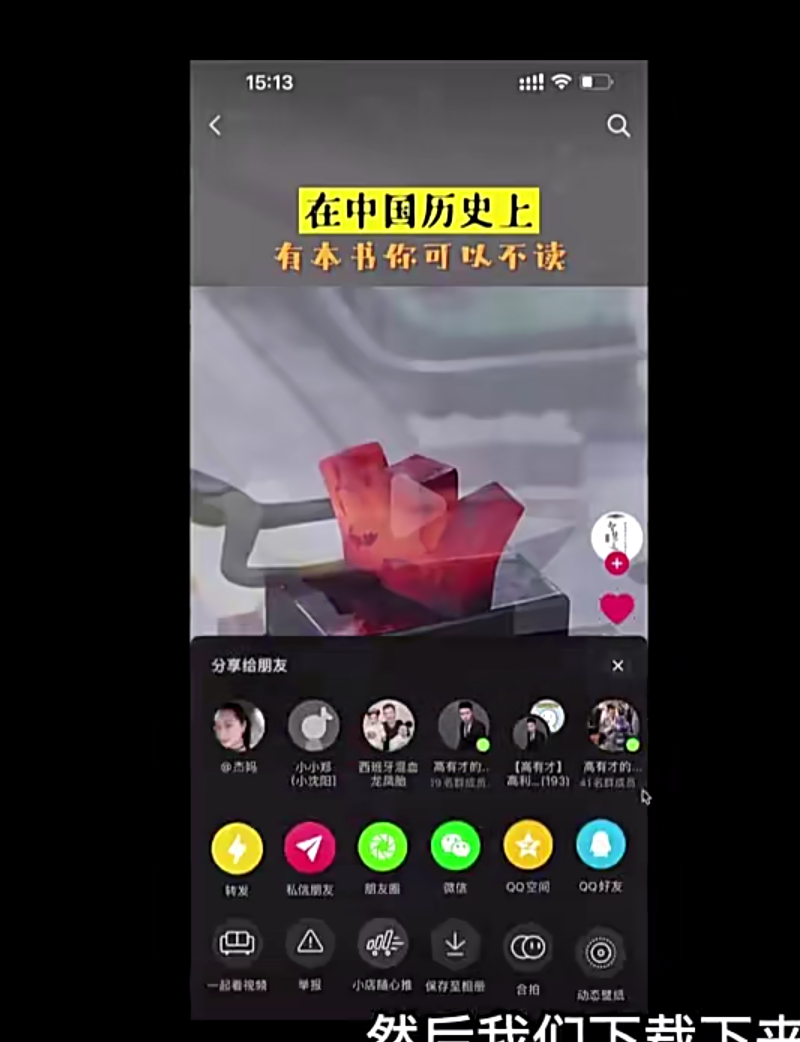 15:13
在中国历史上
有本书你可以不读
分享给朋友
@杰妈
小小郑
(小沈阳)
西班牙混血
龙凤胎
高有才的...
19名群成员
【高有才】
高利...(193)
高有才的...
41名群成员
转发
私信朋友
朋友圈
微信
QQ空间
QQ好友
一起看视频
举报
小店随心推
保存至相册
合拍
动态壁纸
然后我们下载下来